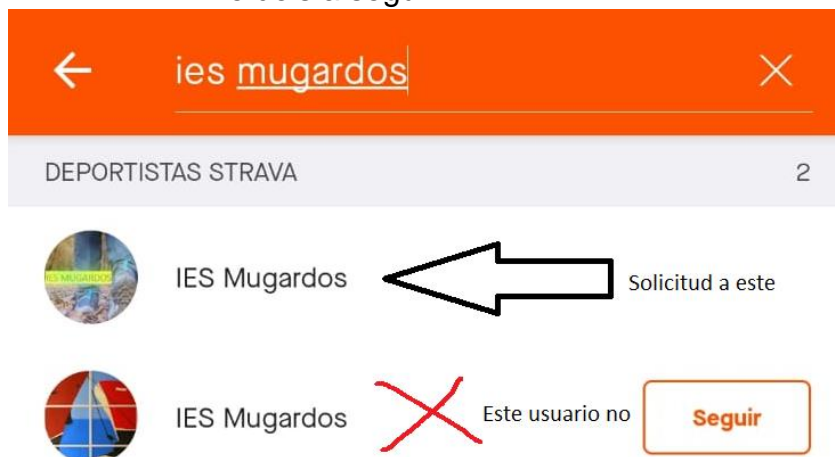 ies mugardos
DEPORTISTAS STRAVA 2
IES MUGARDOS
IES Mugardos Solicitud a este
IES Mugardos Este usuario no Seguir